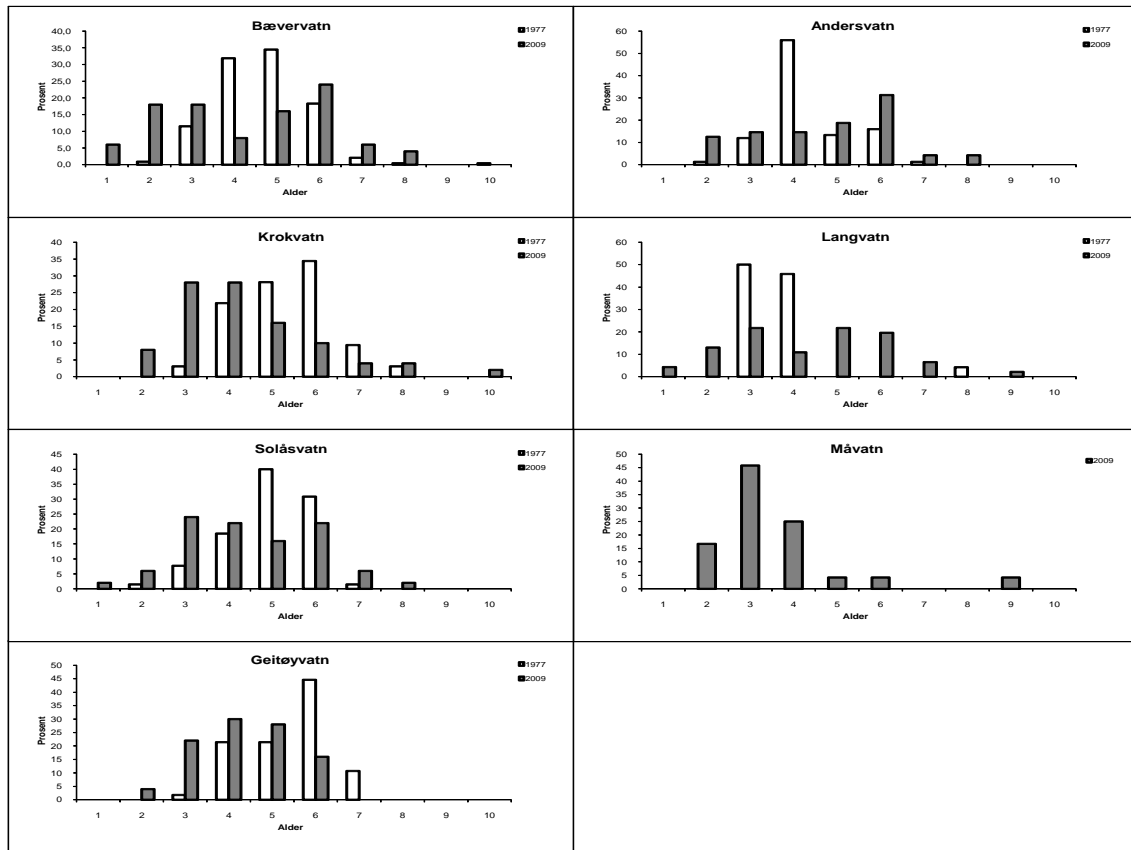 Bævervatn
1977
2009
40,0
35,0
30,0
25,0
20,0
15,0
10,0
5,0
0,0
Prosent
1 2 3 4 5 6 7 8 9 10
Alder
Andersvatn
1977
2009
60
50
40
30
20
10
0
Prosent
1 2 3 4 5 6 7 8 9 10
Alder
Krokvatn
1977
2009
40
35
30
25
20
15
10
5
0
Prosent
1 2 3 4 5 6 7 8 9 10
Alder
Langvatn
1977
2009
60
50
40
30
20
10
0
Prosent
1 2 3 4 5 6 7 8 9 10
Alder
Solåsvatn
1977
2009
45
40
35
30
25
20
15
10
5
0
Prosent
1 2 3 4 5 6 7 8 9 10
Alder
Måvatn
2009
50
45
40
35
30
25
20
15
10
5
0
Prosent
1 2 3 4 5 6 7 8 9 10
Alder
Geitøyvatn
1977
2009
50
45
40
35
30
25
20
15
10
5
0
Prosent
1 2 3 4 5 6 7 8 9 10
Alder